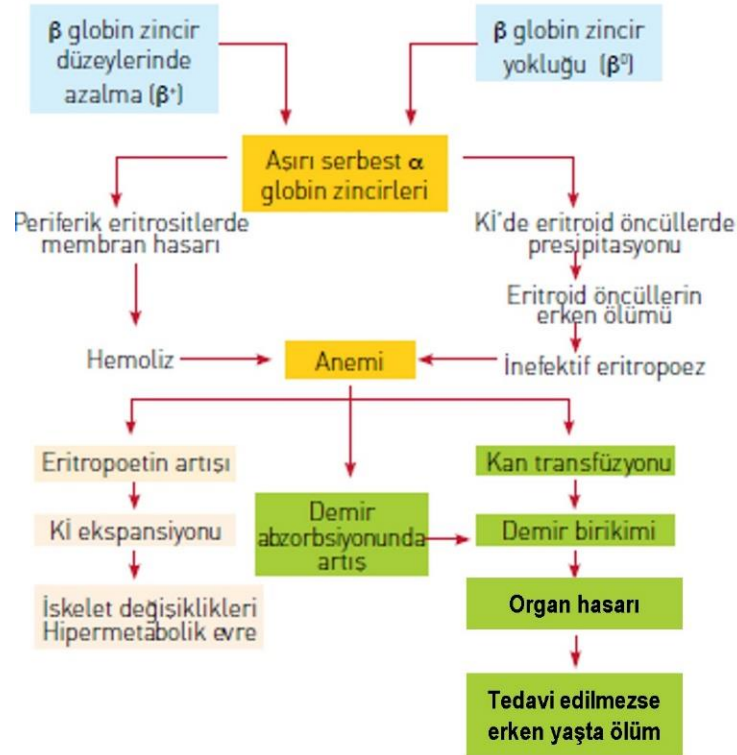 β globin zincir
düzeylerinde
azalma (β⁺)
β globin zincir
yokluğu (β⁰)
Aşırı serbest α
globin zincirleri
Periferik eritrositlerde
membran hasarı
Kİ'de eritroid öncüllerde
presipitasyonu
Eritroid öncüllerin
erken ölümü
Hemoliz
Anemi
İnefektif eritropoez
Eritropoetin artışı
Kan transfüzyonu
Kİ ekspansiyonu
Demir
abzorbsiyonunda
artış
Demir birikimi
İskelet değişiklikleri
Hipermetabolik evre
Organ hasarı
Tedavi edilmezse
erken yaşta ölüm